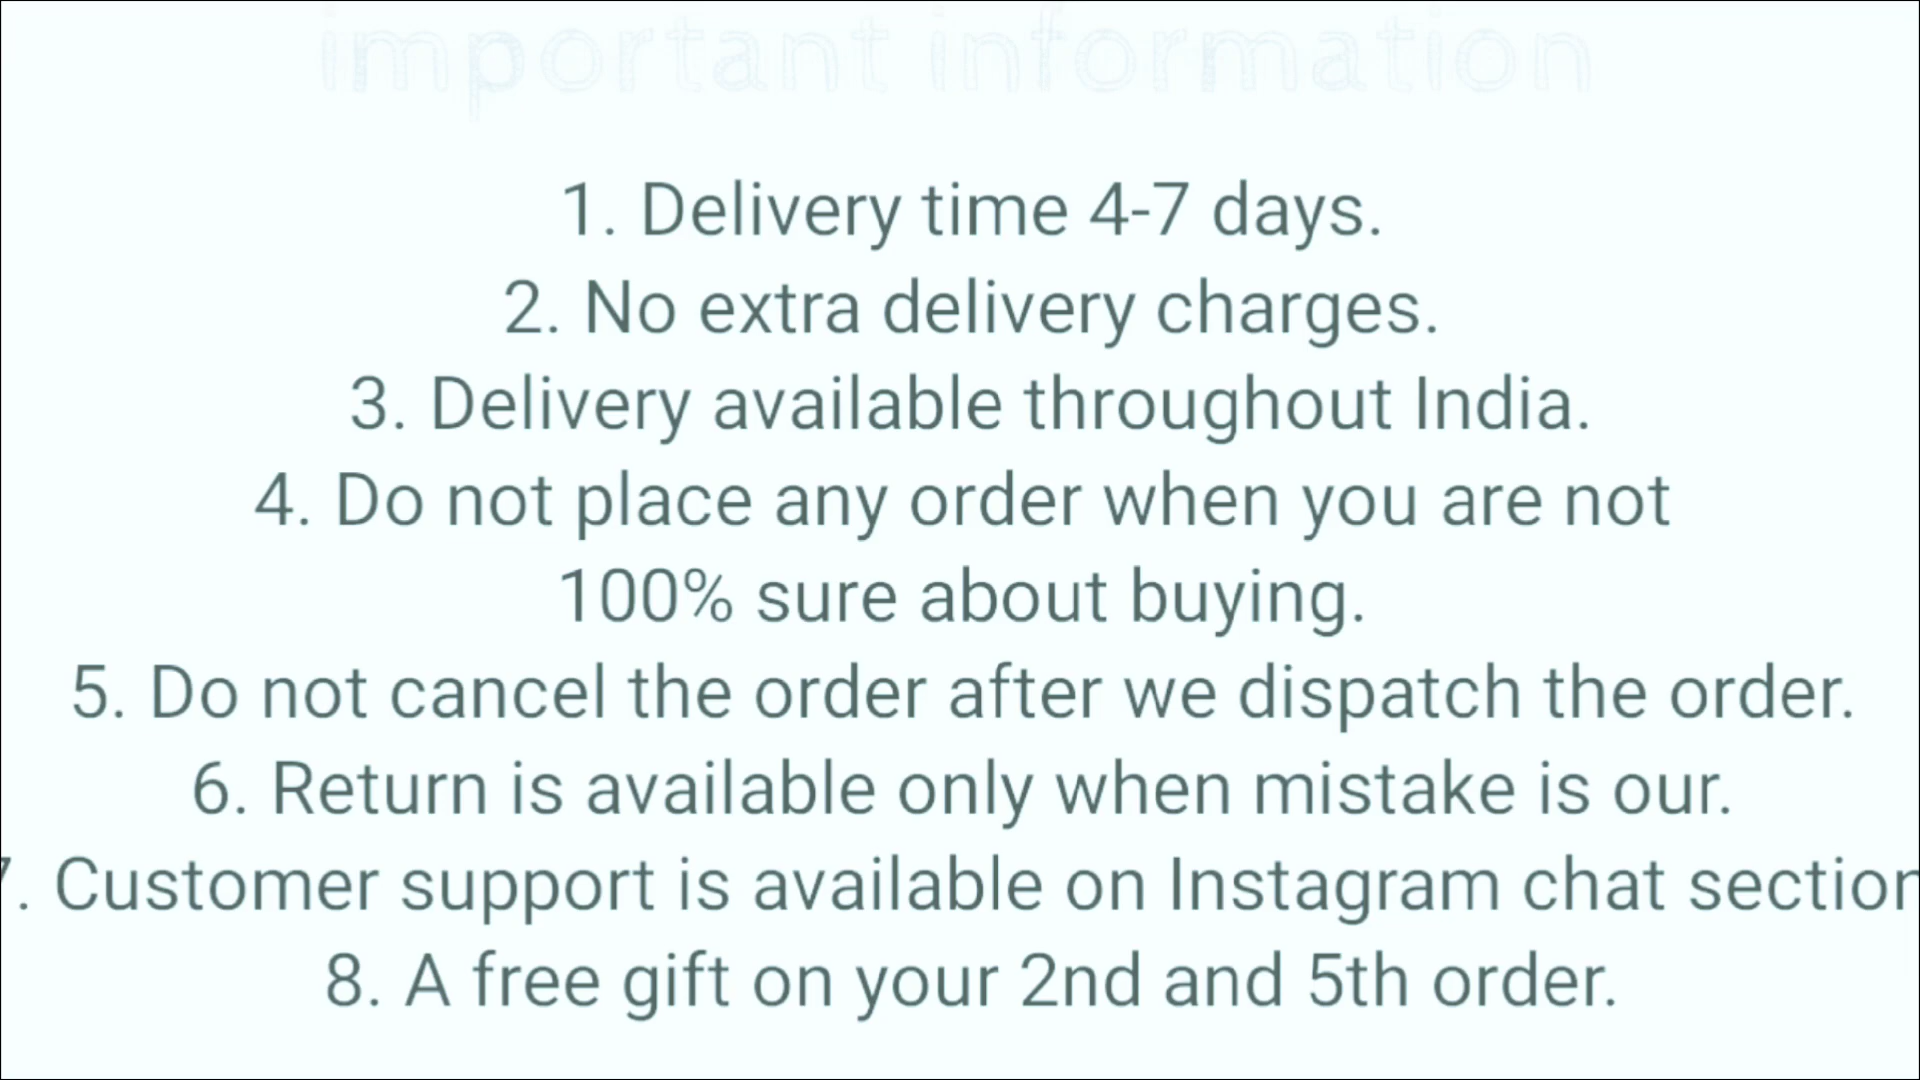 important information
1. Delivery time 4-7 days.
2. No extra delivery charges.
3. Delivery available throughout India.
4. Do not place any order when you are not
100% sure about buying.
5. Do not cancel the order after we dispatch the order.
6. Return is available only when mistake is our.
7. Customer support is available on Instagram chat section
8. A free gift on your 2nd and 5th order.